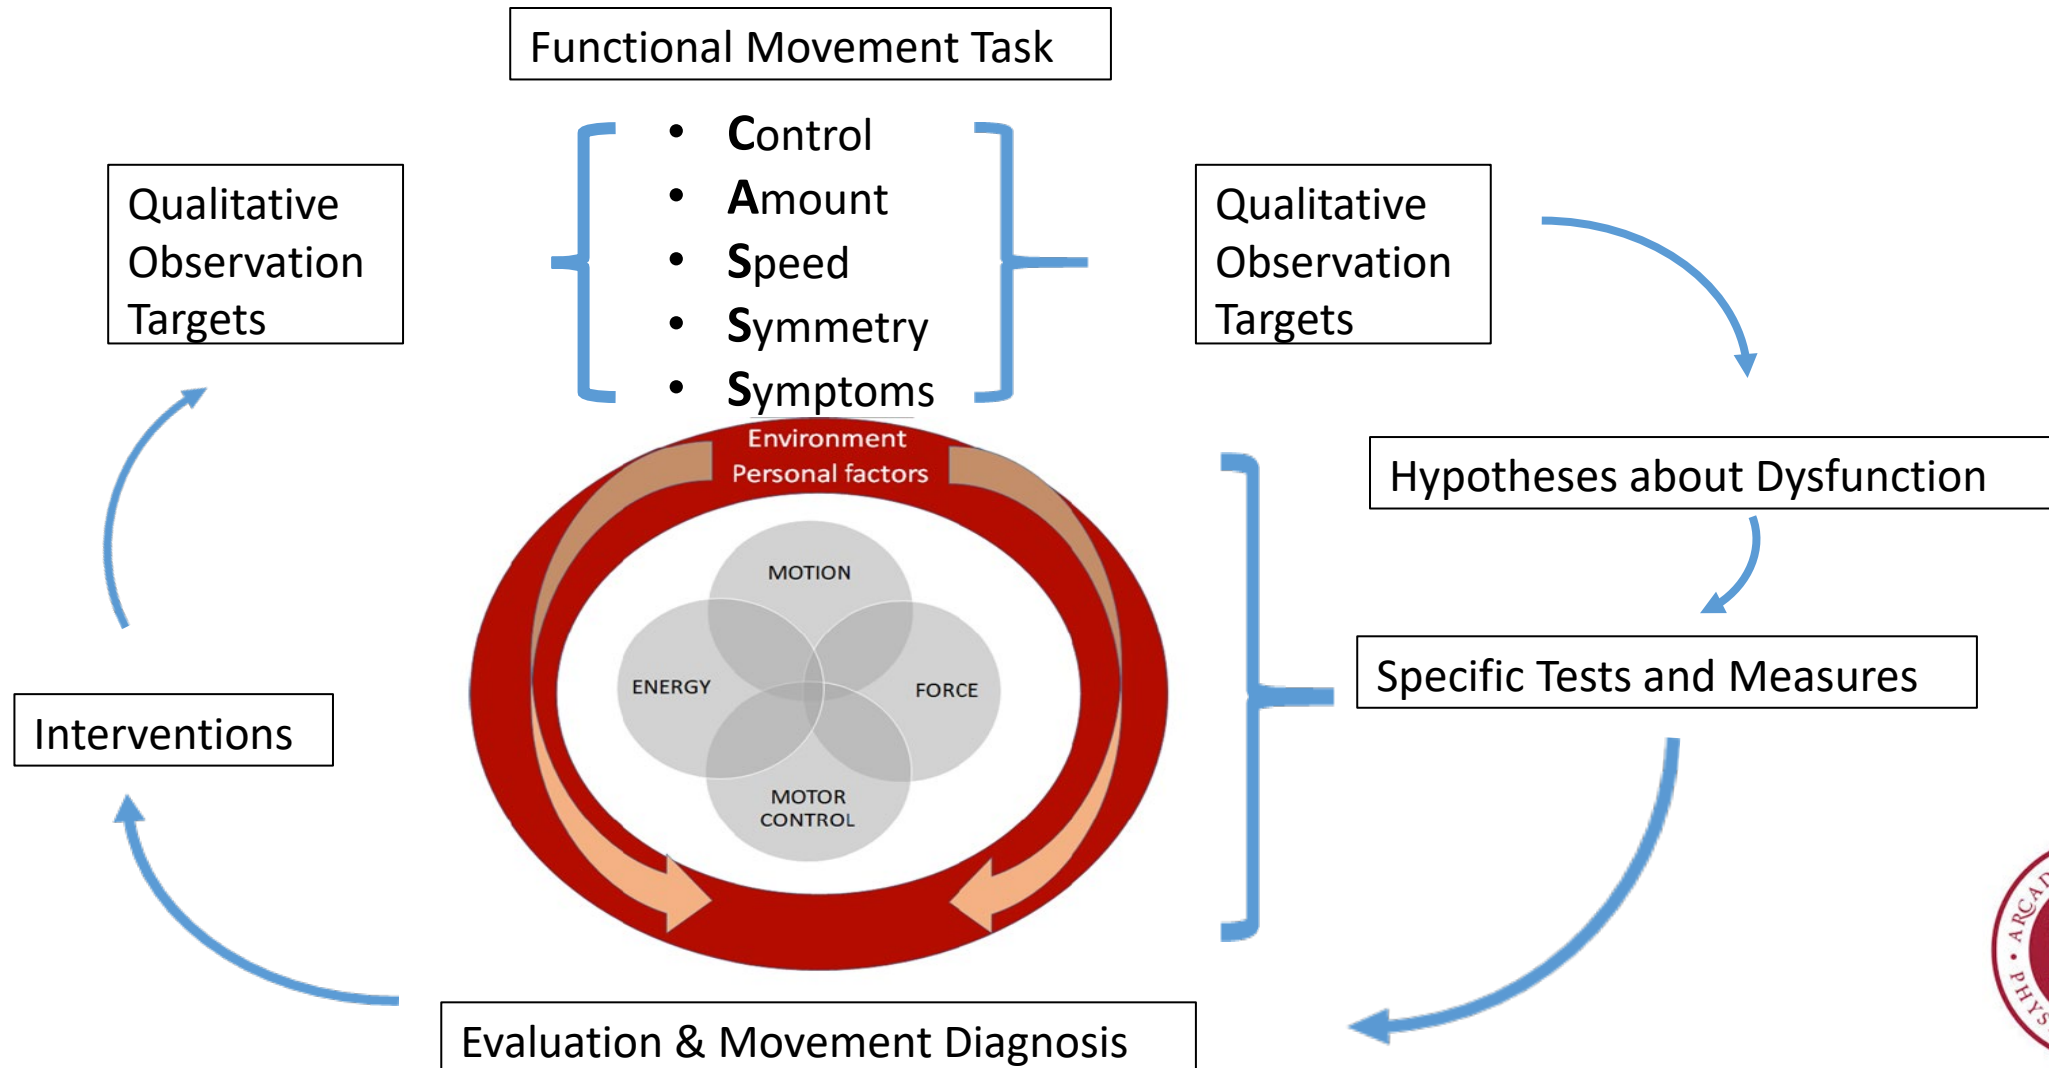 Functional Movement Task
• Control
• Amount
• Speed
• Symmetry
• Symptoms
Qualitative
Observation
Targets
Qualitative
Observation
Targets
Environment
Personal factors
MOTION
ENERGY
FORCE
MOTOR
CONTROL
Hypotheses about Dysfunction
Specific Tests and Measures
Interventions
Evaluation & Movement Diagnosis